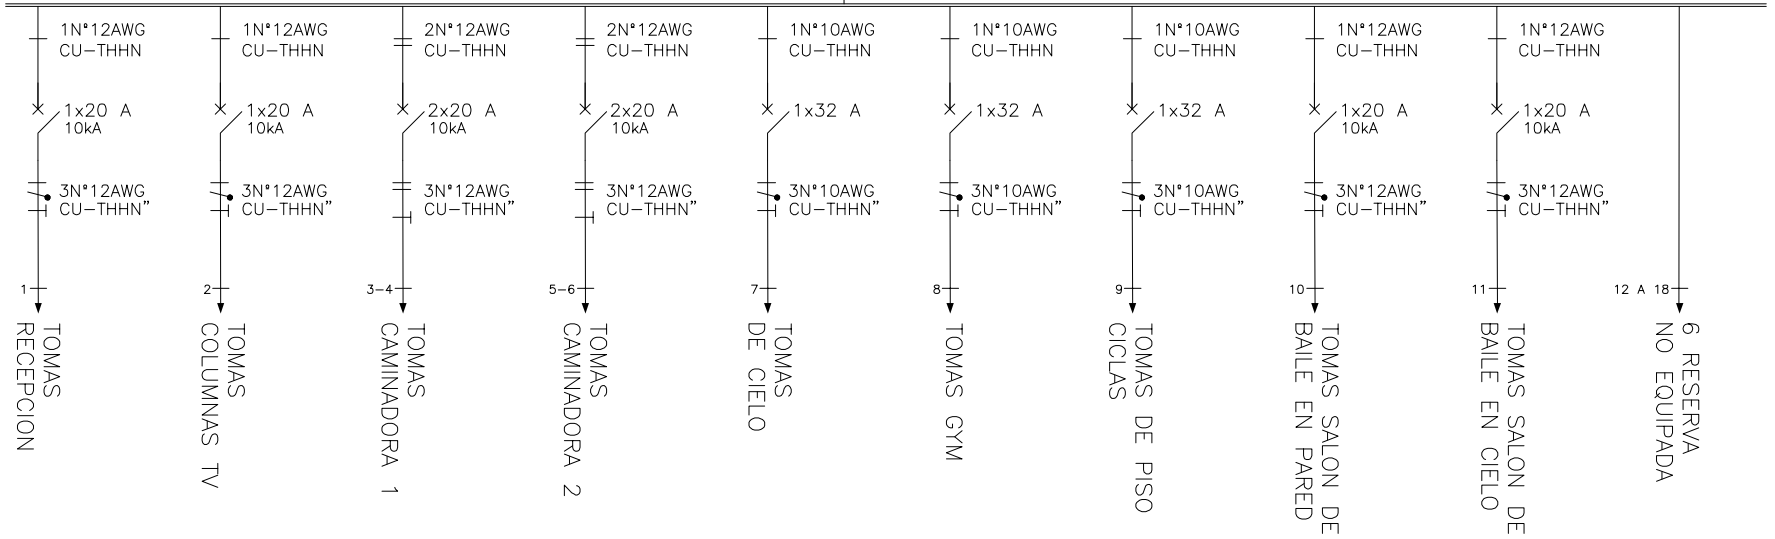 1N°12AWG
CU-THHN
1x20 A
10kA
3N°12AWG
CU-THHN"
1
TOMAS
RECEPCION
1N°12AWG
CU-THHN
1x20 A
10kA
3N°12AWG
CU-THHN"
2
TOMAS
COLUMNAS TV
2N°12AWG
CU-THHN
2x20 A
10kA
3N°12AWG
CU-THHN"
3-4
TOMAS
CAMINADORA 1
2N°12AWG
CU-THHN
2x20 A
10kA
3N°12AWG
CU-THHN"
5-6
TOMAS
CAMINADORA 2
1N°10AWG
CU-THHN
1x32 A
3N°10AWG
CU-THHN"
7
TOMAS
DE CIELO
1N°10AWG
CU-THHN
1x32 A
3N°10AWG
CU-THHN"
8
TOMAS GYM
1N°10AWG
CU-THHN
1x32 A
3N°10AWG
CU-THHN"
9
TOMAS DE PISO
CICLAS
1N°12AWG
CU-THHN
1x20 A
10kA
3N°12AWG
CU-THHN"
10
TOMAS SALON DE
BAILE EN PARED
1N°12AWG
CU-THHN
1x20 A
10kA
3N°12AWG
CU-THHN"
11
TOMAS SALON DE
BAILE EN CIELO
12 A 18
6 RESERVA
NO EQUIPADA